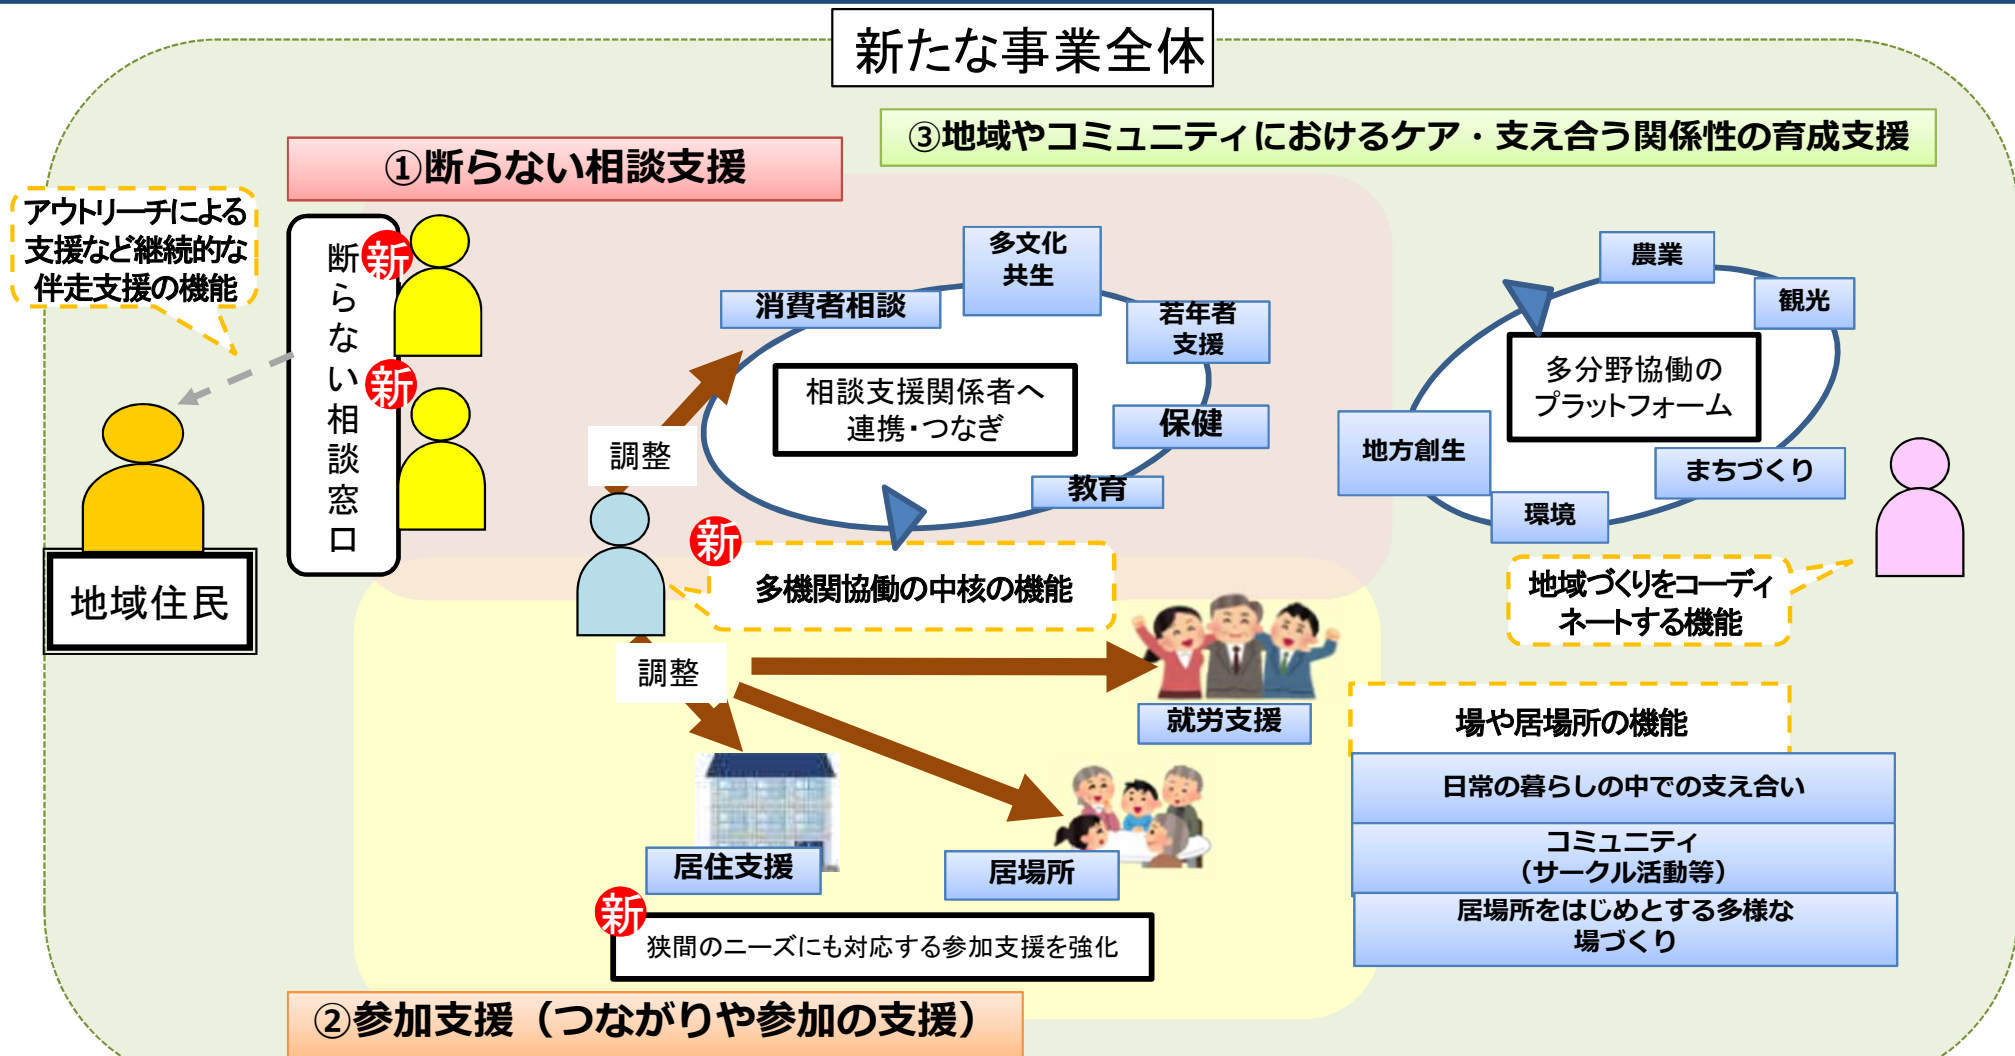 新たな事業全体
③地域やコミュニティにおけるケア・支え合う関係性の育成支援
①断らない相談支援
アウトリーチによる
支援など継続的な
伴走支援の機能
断らない相談窓口
新
新
地域住民
調整
消費者相談
多文化
共生
若年者
支援
保健
教育
相談支援関係者へ
連携・つなぎ
新
多機関協働の中核の機能
農業
観光
まちづくり
環境
地方創生
多分野協働の
プラットフォーム
地域づくりをコーディ
ネートする機能
調整
就労支援
居住支援
居場所
新
狭間のニーズにも対応する参加支援を強化
場や居場所の機能
日常の暮らしの中での支え合い
コミュニティ
（サークル活動等）
居場所をはじめとする多様な
場づくり
②参加支援（つながりや参加の支援）